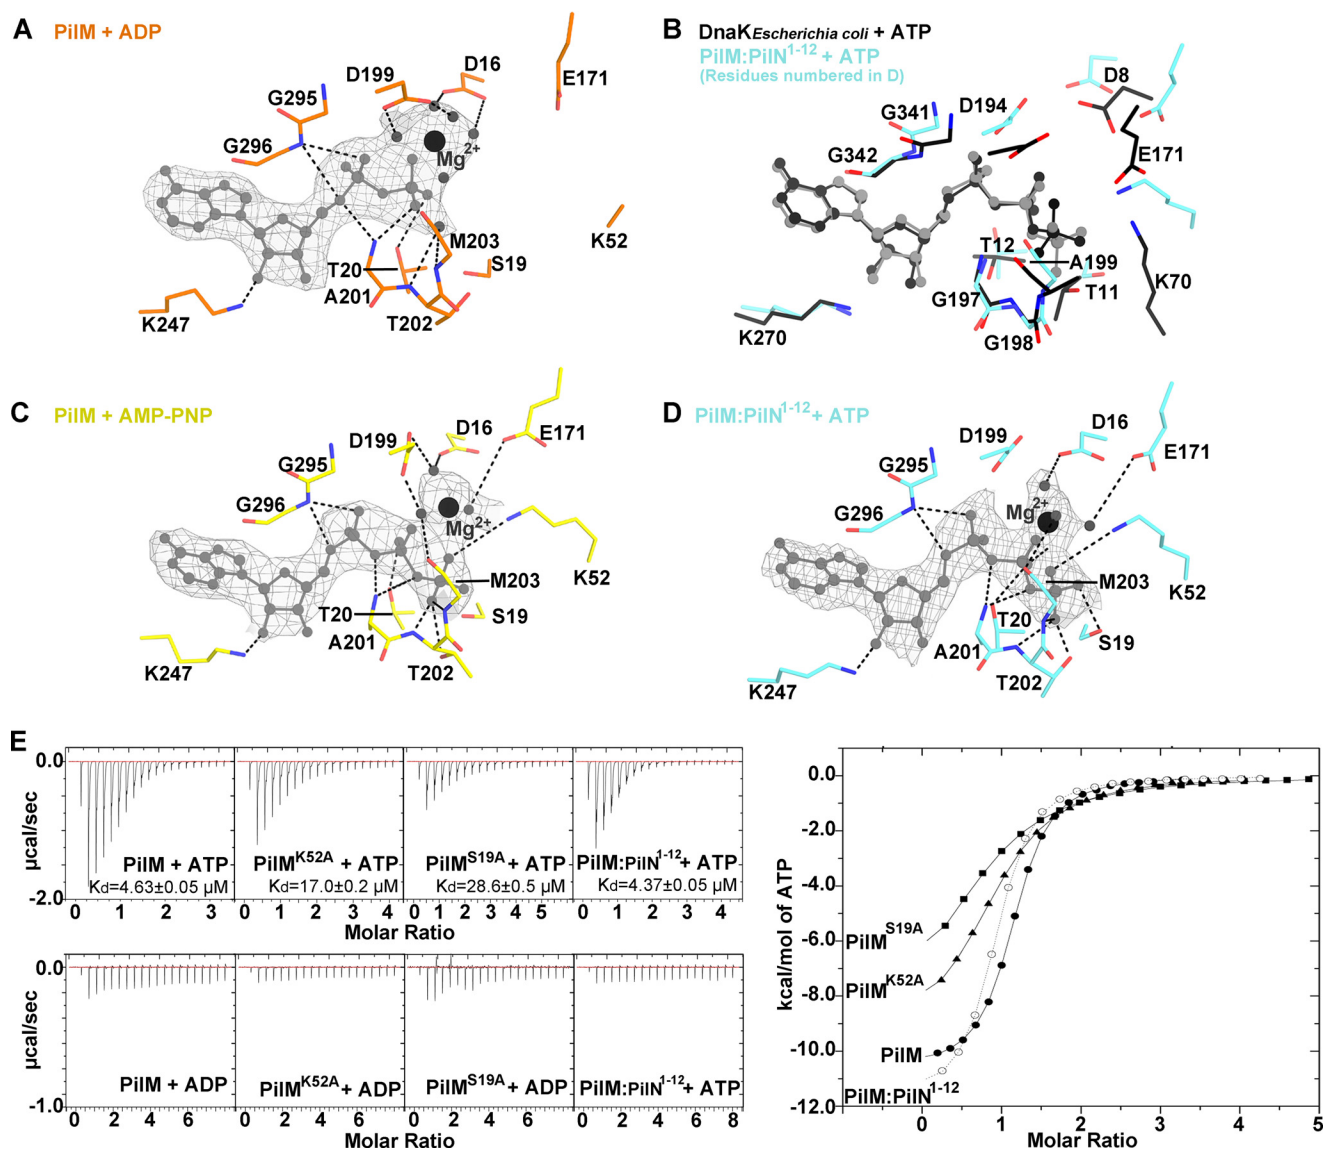 A PilM + ADP
D16
D199
E171
G295
G296
Mg2+
K52
M203
S19
T20
A201
K247
T202
B DnaKEscherichia coli + ATP
PilM:PilN1-12 + ATP
(Residues numbered in D)
D8
G341
D194
G342
E171
T12
A199
K70
G197
T11
K270
G198
C PilM + AMP-PNP
D199
D16
E171
G295
G296
Mg2+
K52
M203
T20
S19
A201
K247
T202
D PilM:PilN1-12 + ATP
D16
D199
E171
G295
G296
Mg2+
M203
K52
T20
S19
A201
K247
T202
E
0.0
µcal/sec
-2.0
PilM + ATP
Kd=4.63±0.05 µM
PilMK52A + ATP
Kd=17.0±0.2 µM
PilMS19A + ATP
Kd=28.6±0.5 µM
PilM:PilN1-12 + ATP
Kd=4.37±0.05 µM
0 1 2 3
0 1 2 3 4
0 1 2 3 4 5 6
0 1 2 3 4
Molar Ratio
0.0
µcal/sec
-1.0
PilM + ADP
PilMK52A + ADP
PilMS19A + ADP
PilM:PilN1-12 + ATP
0 2 4 6
0 2 4 6 8
0 2 4 6 8
0 2 4 6 8
Molar Ratio
0.0
-2.0
-4.0
-6.0
-8.0
-10.0
-12.0
kcal/mol of ATP
PilMS19A
PilMK52A
PilM
PilM:PilN1-12
0 1 2 3 4 5
Molar Ratio